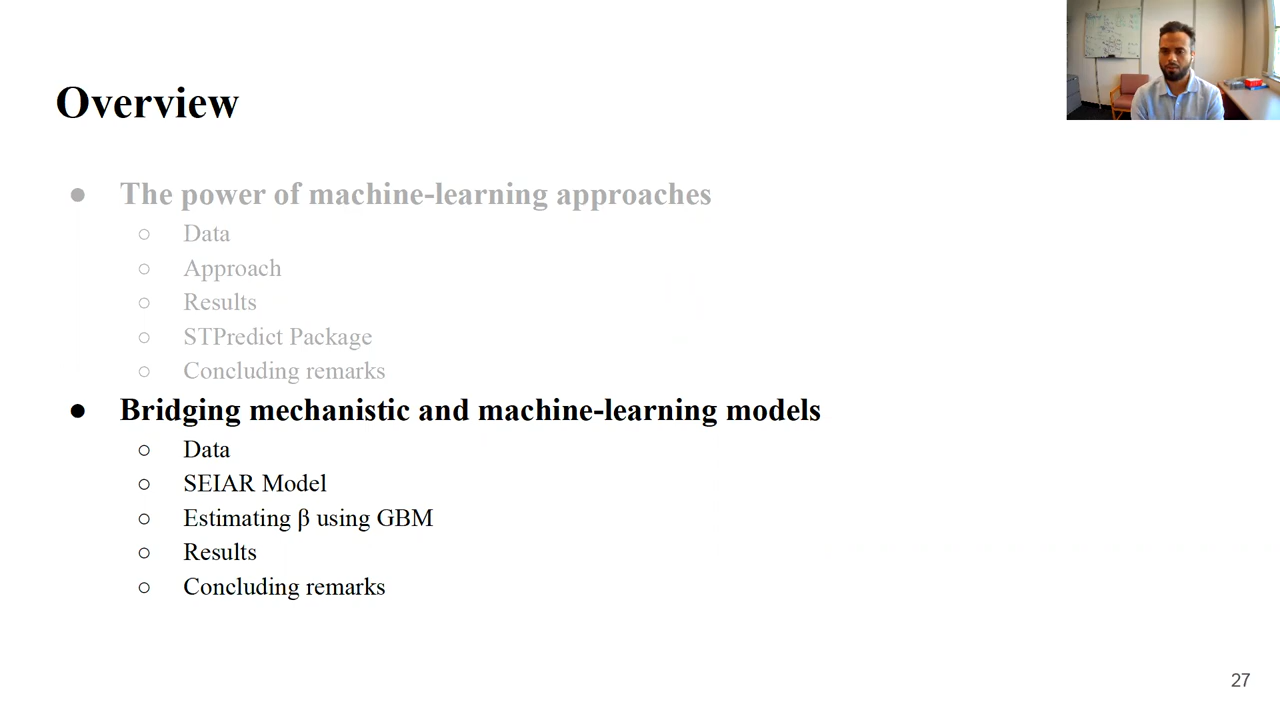 Overview
● The power of machine-learning approaches
○ Data
○ Approach
○ Results
○ STPredict Package
○ Concluding remarks
● Bridging mechanistic and machine-learning models
○ Data
○ SEIAR Model
○ Estimating β using GBM
○ Results
○ Concluding remarks
27